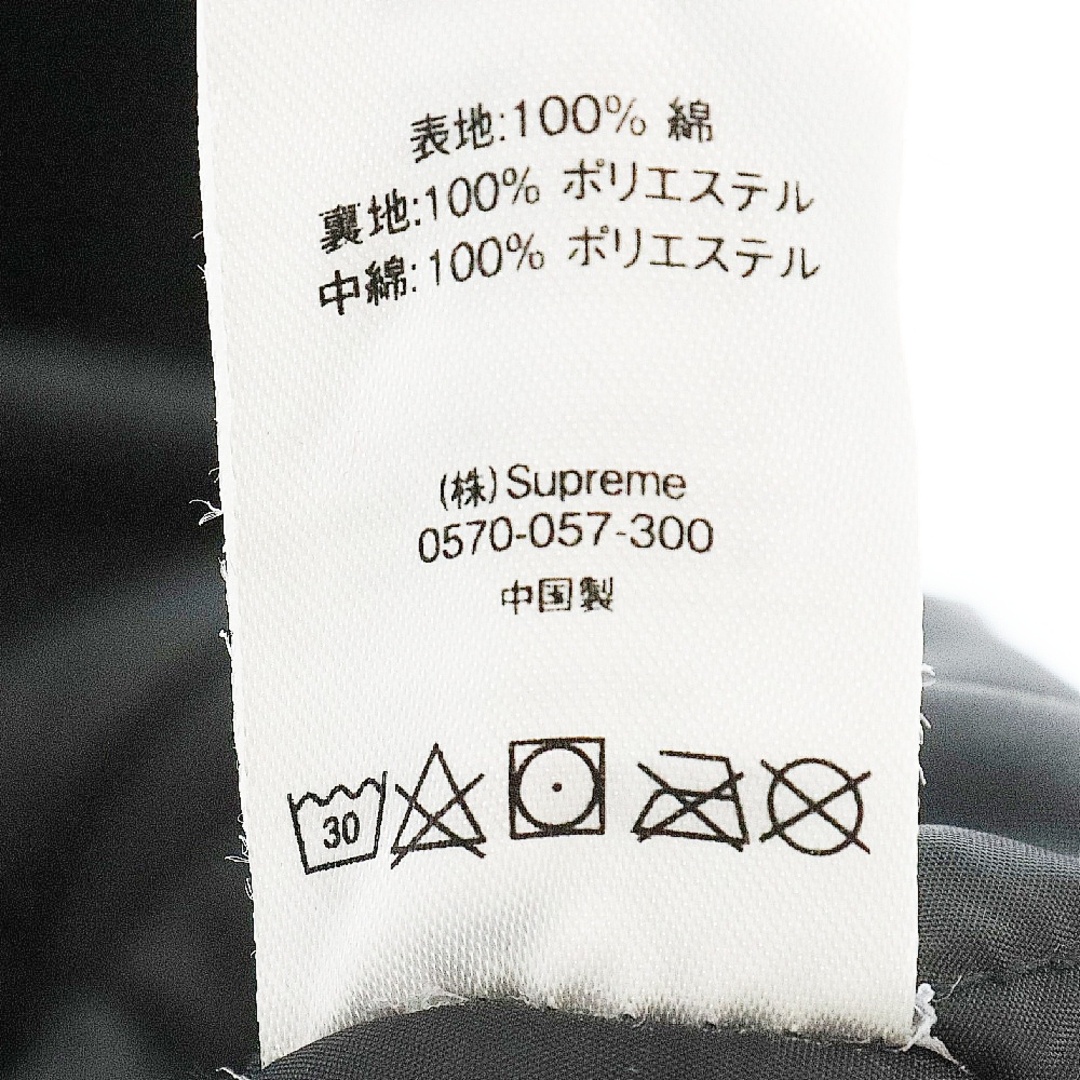 表地:100% 綿
裏地:100% ポリエステル
中綿:100% ポリエステル
(株)Supreme
0570-057-300
中国製
30